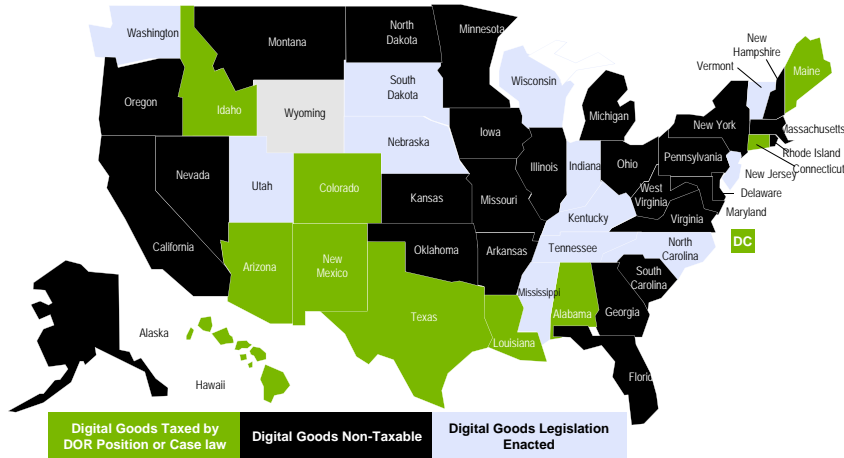 Washington
Montana
North
Dakota
Minnesota
New
Hampshire
Vermont
Maine
Oregon
Idaho
Wyoming
South
Dakota
Wisconsin
Michigan
New York
Massachusetts
Rhode Island
Connecticut
Nebraska
Iowa
Illinois
Indiana
Ohio
Pennsylvania
New Jersey
Delaware
Maryland
Nevada
Utah
Colorado
Kansas
Missouri
Kentucky
West
Virginia
Virginia
DC
California
Arizona
New
Mexico
Oklahoma
Arkansas
Tennessee
North
Carolina
South
Carolina
Texas
Louisiana
Mississippi
Alabama
Georgia
Alaska
Hawaii
Florid
Digital Goods Taxed by
DOR Position or Case law
Digital Goods Non-Taxable
Digital Goods Legislation
Enacted